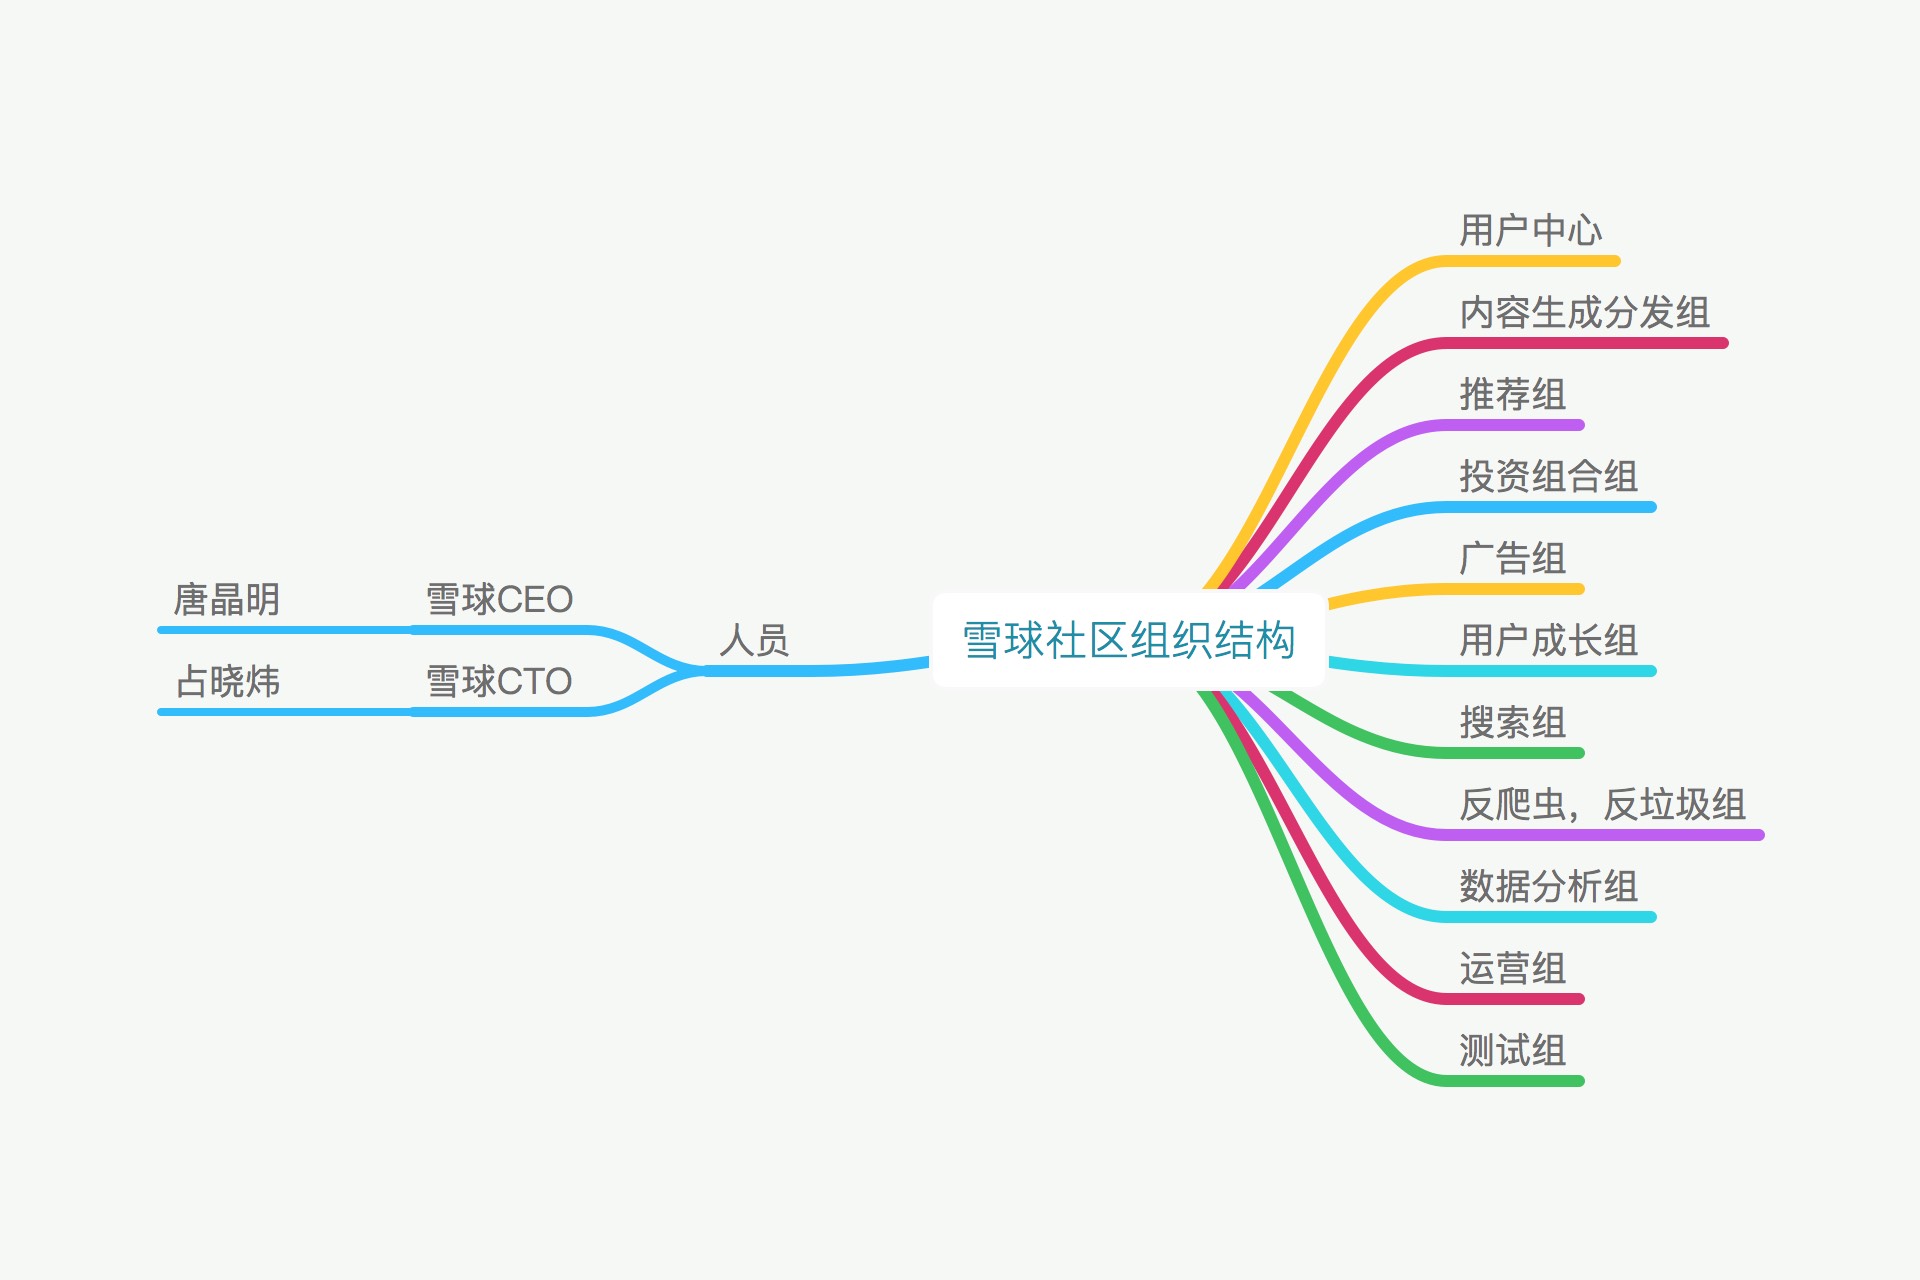 雪球社区组织结构
人员
雪球CEO
唐晶明
雪球CTO
占晓炜
用户中心
内容生成分发组
推荐组
投资组合组
广告组
用户成长组
搜索组
反爬虫，反垃圾组
数据分析组
运营组
测试组